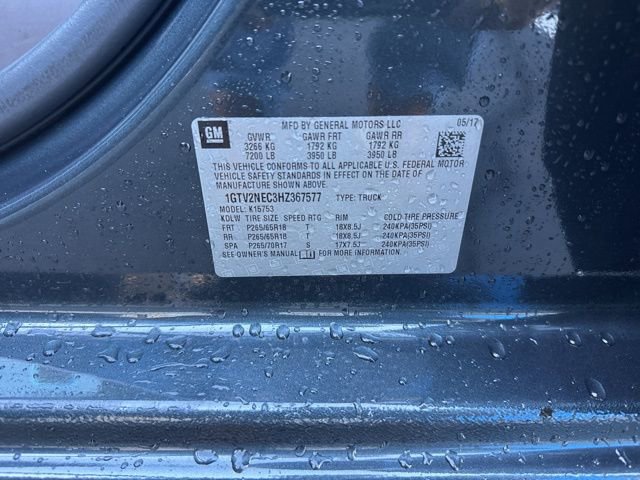 GM
MFD BY GENERAL MOTORS LLC 05/17
GVWR GAWR FRT GAWR RR
3266 KG 1792 KG 1792 KG
7200 LB 3950 LB 3950 LB
THIS VEHICLE CONFORMS TO ALL APPLICABLE U.S. FEDERAL MOTOR
VEHICLE SAFETY STANDARDS IN EFFECT ON THE DATE OF
MANUFACTURE SHOWN ABOVE.
1GTV2NEC3HZ367577 TYPE: TRUCK
MODEL: K15753
KOLW TIRE SIZE SPEED RTG RIM COLD TIRE PRESSURE
FRT P265/65R18 T 18X8.5J 240KPA(35PSI)
RR P265/65R18 T 18X8.5J 240KPA(35PSI)
SPA P265/70R17 S 17X7.5J 240KPA(35PSI)
SEE OWNER'S MANUAL FOR MORE INFORMATION.